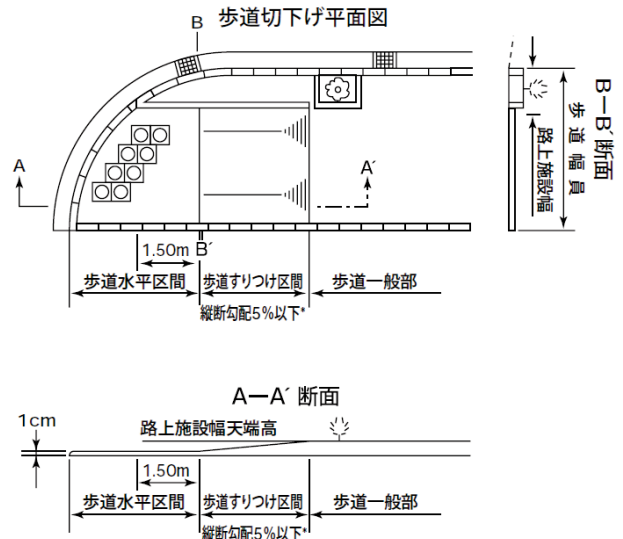 歩道切下げ平面図
B
A
A´
1.50m B´
歩道水平区間
歩道すりつけ区間
歩道一般部
縦断勾配5%以下*
路上施設幅
歩道幅員
B−B´断面
A−A´ 断面
1cm
路上施設幅天端高
1.50m
歩道水平区間
歩道すりつけ区間
歩道一般部
縦断勾配5%以下*